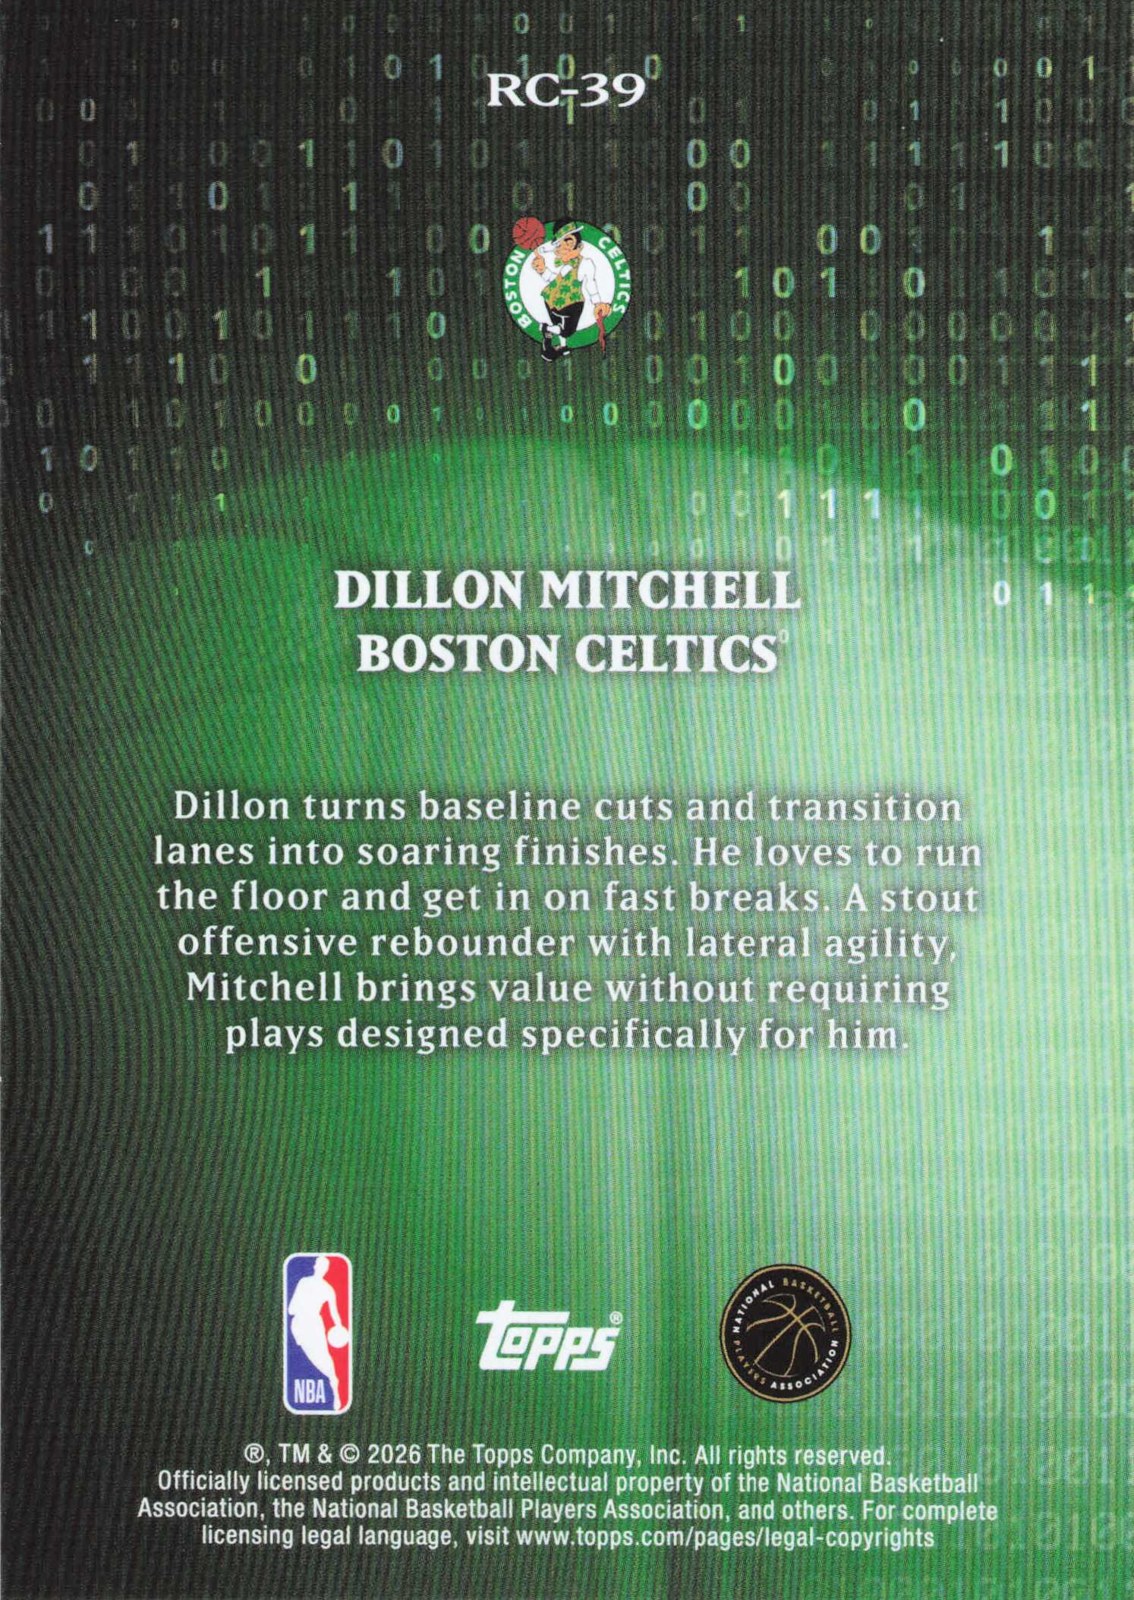 RC-39
BOSTON CELTICS
DILLON MITCHELL
BOSTON CELTICS®
Dillon turns baseline cuts and transition
lanes into soaring finishes. He loves to run
the floor and get in on fast breaks. A stout
offensive rebounder with lateral agility,
Mitchell brings value without requiring
plays designed specifically for him.
NBA
Topps®
NATIONAL BASKETBALL PLAYERS ASSOCIATION
®, TM & © 2026 The Topps Company, Inc. All rights reserved.
Officially licensed products and intellectual property of the National Basketball
Association, the National Basketball Players Association, and others. For complete
licensing legal language, visit www.topps.com/pages/legal-copyrights